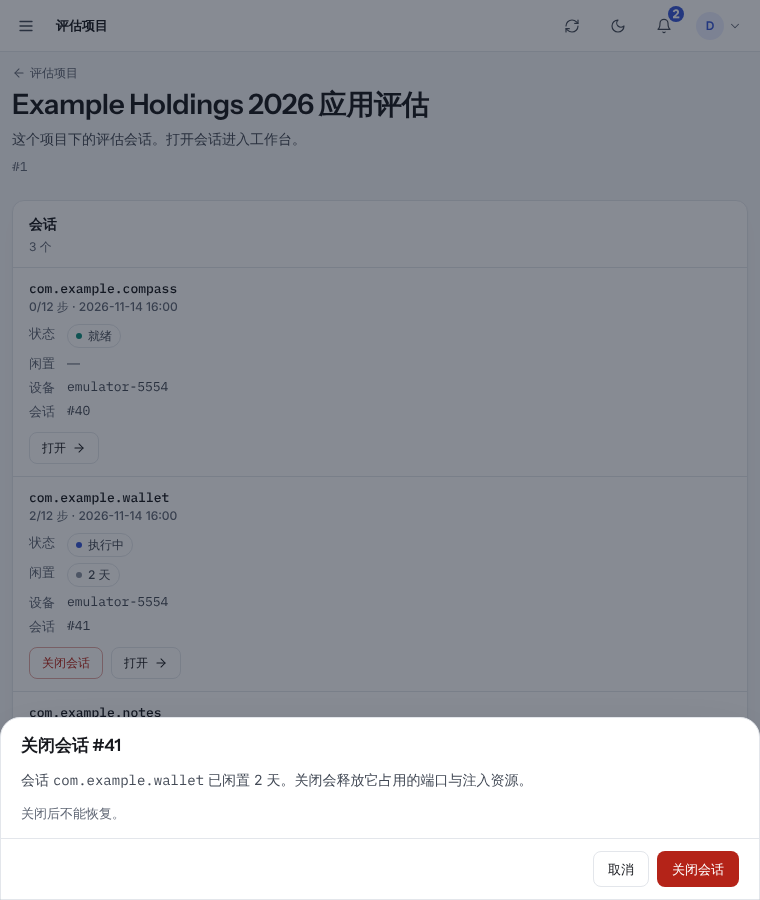 评估项目
2
D
评估项目
Example Holdings 2026 应用评估
这个项目下的评估会话。打开会话进入工作台。
#1
会话
3 个
com.example.compass
0/12 步 · 2026-11-14 16:00
状态 就绪
闲置 —
设备 emulator-5554
会话 #40
打开
com.example.wallet
2/12 步 · 2026-11-14 16:00
状态 执行中
闲置 2 天
设备 emulator-5554
会话 #41
关闭会话 打开
com.example.notes
关闭会话 #41
会话 com.example.wallet 已闲置 2 天。关闭会释放它占用的端口与注入资源。
关闭后不能恢复。
取消 关闭会话